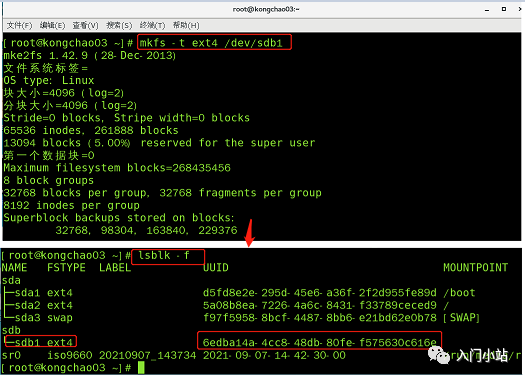 root@kongchao03:~
文件(F) 编辑(E) 查看(V) 搜索(S) 终端(T) 帮助(H)
[root@kongchao03 ~]# mkfs -t ext4 /dev/sdb1
mke2fs 1.42.9 (28-Dec-2013)
文件系统标签=
OS type: Linux
块大小=4096 (log=2)
分块大小=4096 (log=2)
Stride=0 blocks, Stripe width=0 blocks
65536 inodes, 261888 blocks
13094 blocks (5.00%) reserved for the super user
第一个数据块=0
Maximum filesystem blocks=268435456
8 block groups
32768 blocks per group, 32768 fragments per group
8192 inodes per group
Superblock backups stored on blocks:
32768, 98304, 163840, 229376
[root@kongchao03 ~]# lsblk -f
NAME FSTYPE LABEL UUID MOUNTPOINT
sda
├─sda1 ext4 d5fd8e2e-295d-45e6-a36f-2f2d955fe89d /boot
├─sda2 ext4 5a08b8ea-7226-4a6c-8431-f33789ceced9 /
└─sda3 swap f97f5958-8bcf-4487-8bb6-e21bd62e0b78 [SWAP]
sdb
└─sdb1 ext4 6edba14a-4cc8-48db-80fe-f575630c616e
sr0 iso9660 20210907_143734 2021-09-07-14-42-30-00
[root@kongchao03 ~]#
入门小站